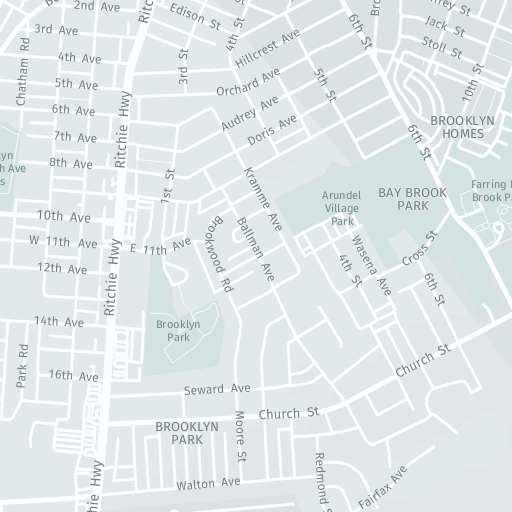 2nd Ave
Edison St
3rd Ave
4th St
6th St
Jack St
Stoll St
Hillcrest Ave
4th Ave
3rd St
Chatham Rd
5th Ave
Orchard Ave
5th St
10th St
6th Ave
Audrey Ave
Ritchie Hwy
BROOKLYN
HOMES
7th Ave
Doris Ave
6th St
8th Ave
1st St
Kramme Ave
BAY BROOK
PARK
Arundel
Village
Park
Farring
Brook
10th Ave
Brookwood Rd
Ballman Ave
W 11th Ave
E 11th Ave
Wasena Ave
Cross St
12th Ave
4th St
6th St
Ritchie Hwy
14th Ave
Brooklyn
Park
Park Rd
16th Ave
Church St
Seward Ave
Church St
BROOKLYN
PARK
Moore St
Redmond
Walton Ave
Fairfax Ave
Hwy